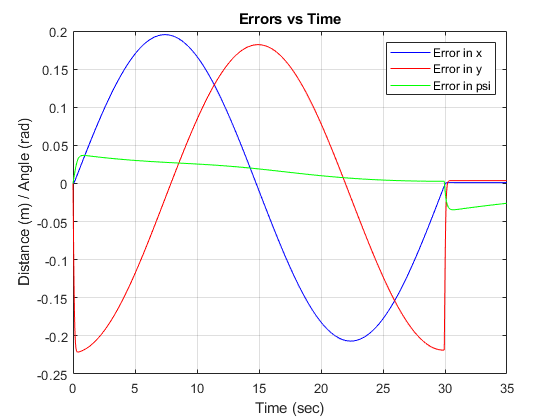 Errors vs Time
Error in x
Error in y
Error in psi
Distance (m) / Angle (rad)
0.2
0.15
0.1
0.05
0
-0.05
-0.1
-0.15
-0.2
-0.25
0 5 10 15 20 25 30 35
Time (sec)